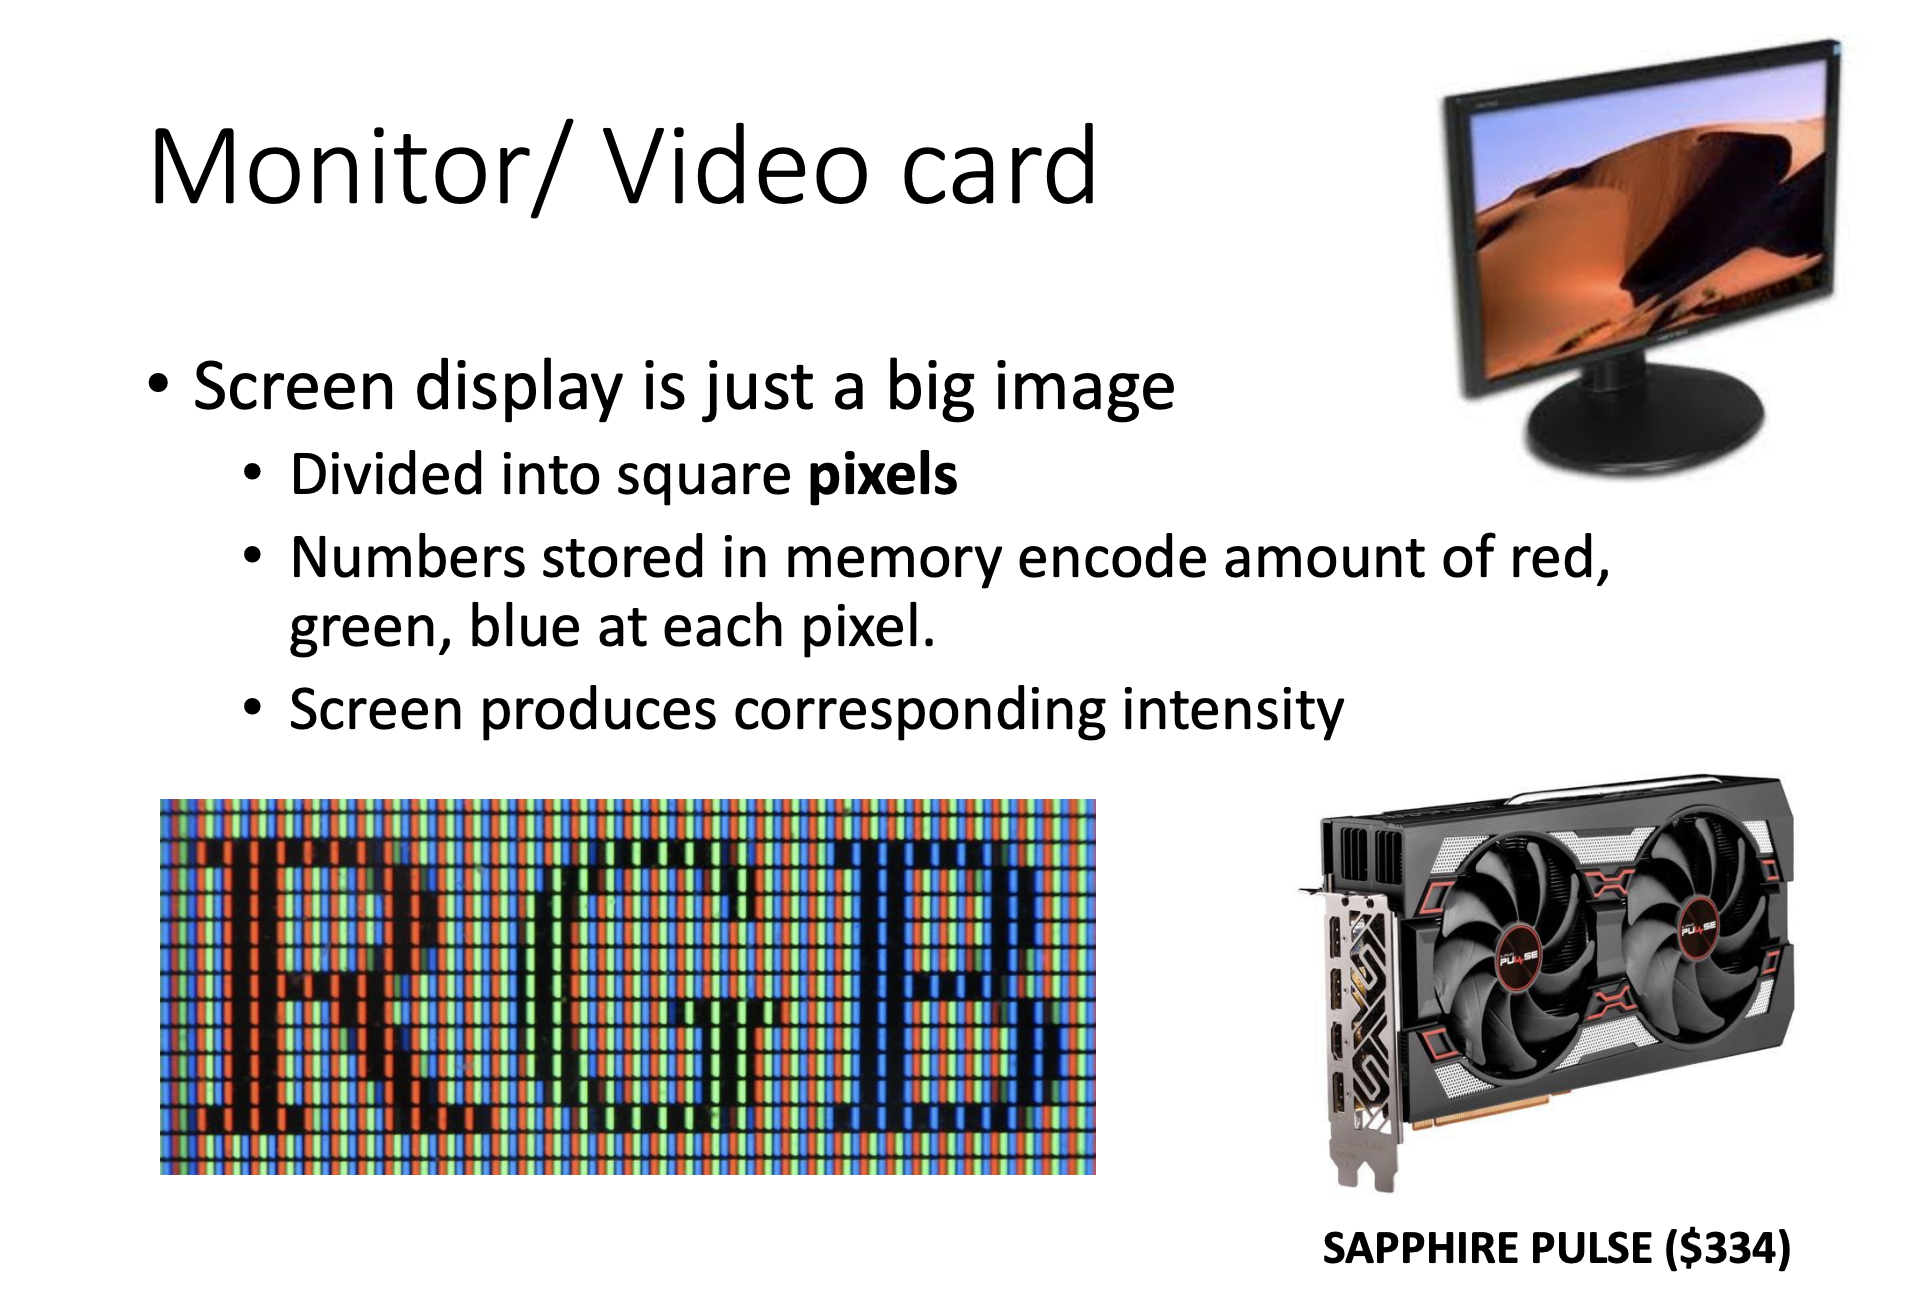 Monitor/ Video card
• Screen display is just a big image
• Divided into square pixels
• Numbers stored in memory encode amount of red,
green, blue at each pixel.
• Screen produces corresponding intensity
RGB
PULSE
PULSE
SAPPHIRE PULSE ($334)